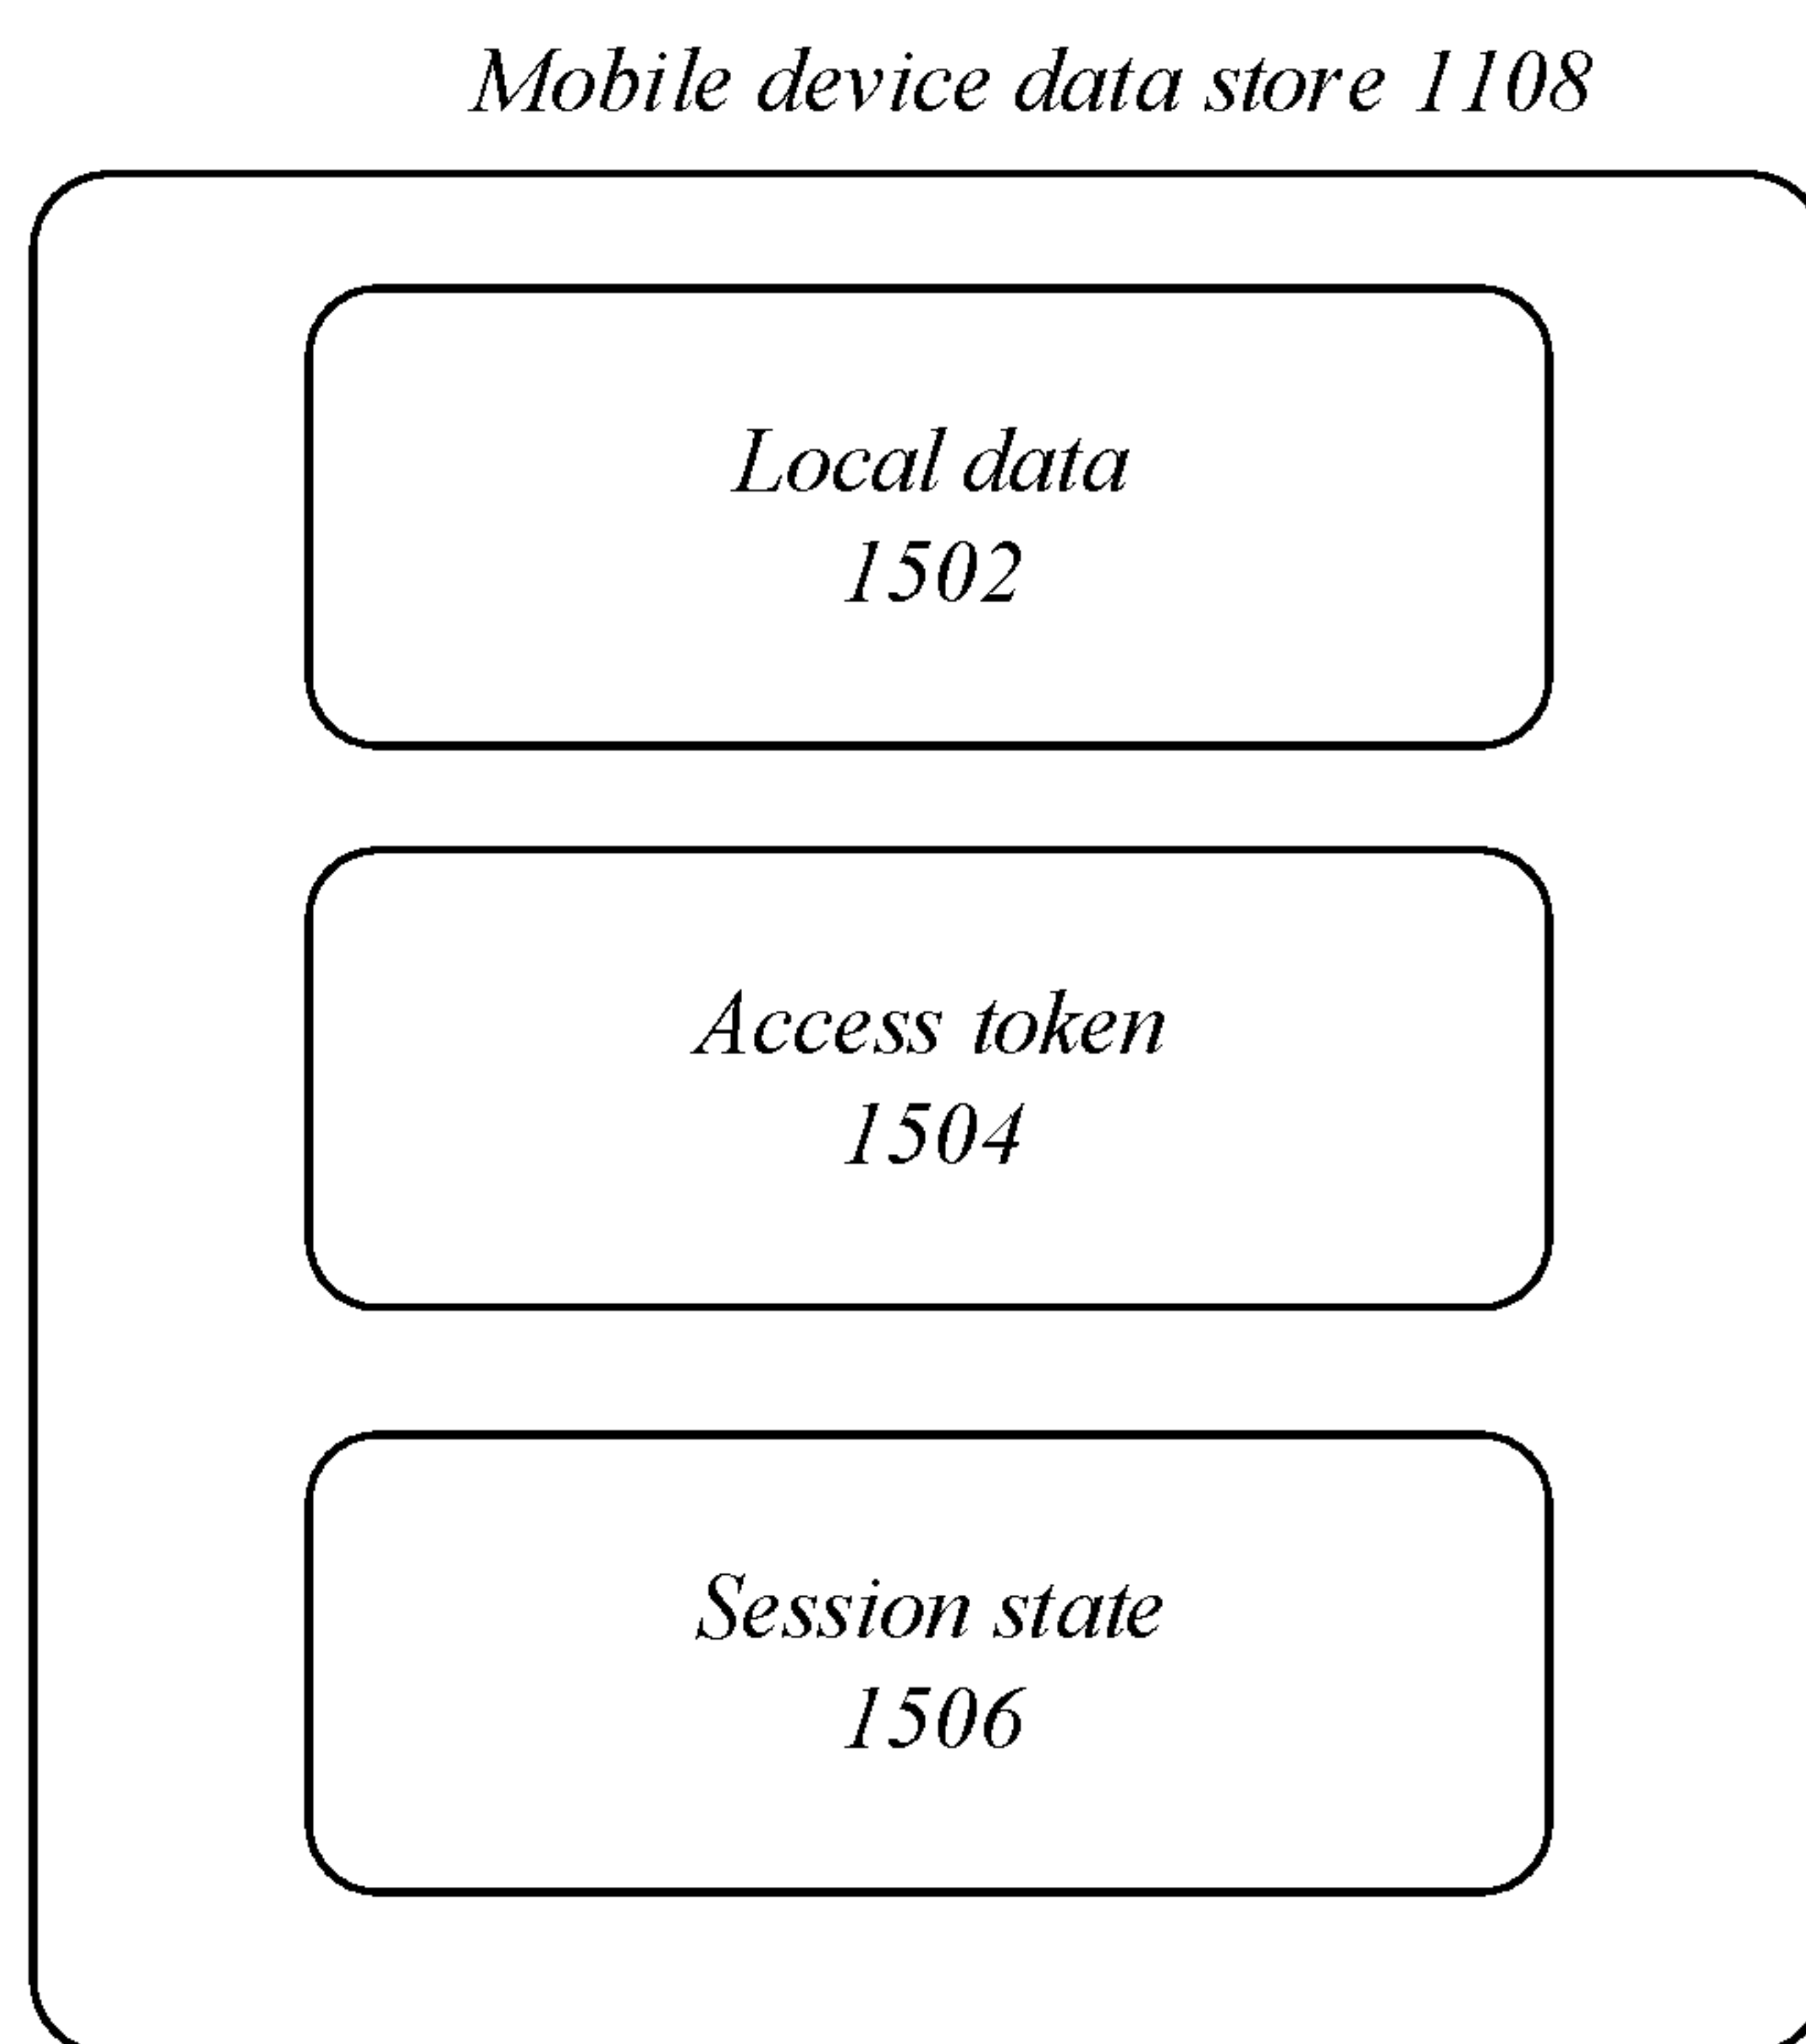 Mobile device data store 1108
Local data
1502
Access token
1504
Session state
1506